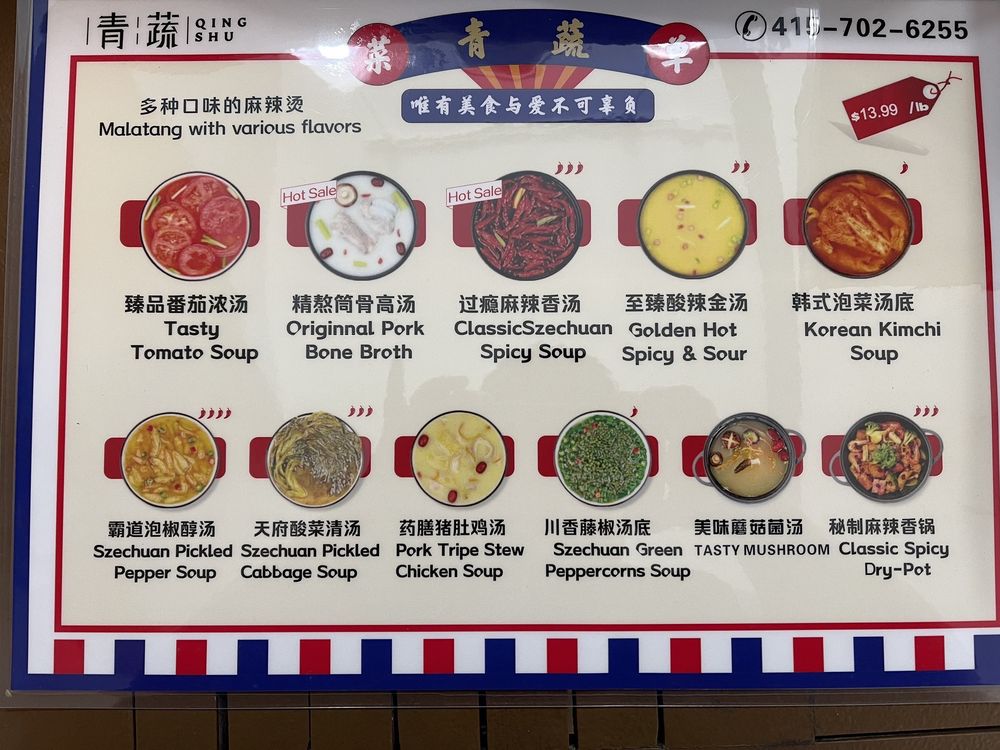 青蔬 QING SHU
菜 青 蔬 单
415-702-6255
唯有美食与爱不可辜负
多种口味的麻辣烫
Malatang with various flavors
$13.99 /lb
Hot Sale
Hot Sale
臻品番茄浓汤
Tasty
Tomato Soup
精熬筒骨高汤
Originnal Pork
Bone Broth
过瘾麻辣香汤
ClassicSzechuan
Spicy Soup
至臻酸辣金汤
Golden Hot
Spicy & Sour
韩式泡菜汤底
Korean Kimchi
Soup
霸道泡椒醇汤
Szechuan Pickled
Pepper Soup
天府酸菜清汤
Szechuan Pickled
Cabbage Soup
药膳猪肚鸡汤
Pork Tripe Stew
Chicken Soup
川香藤椒汤底
Szechuan Green
Peppercorns Soup
美味蘑菇菌汤
TASTY MUSHROOM
秘制麻辣香锅
Classic Spicy
Dry-Pot